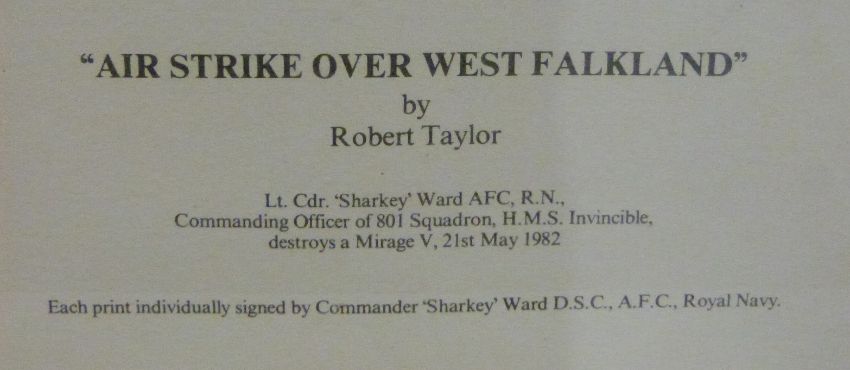 “AIR STRIKE OVER WEST FALKLAND”
by
Robert Taylor
Lt. Cdr. ‘Sharkey’ Ward AFC, R.N.,
Commanding Officer of 801 Squadron, H.M.S. Invincible,
destroys a Mirage V, 21st May 1982
Each print individually signed by Commander ‘Sharkey’ Ward D.S.C., A.F.C., Royal Navy.